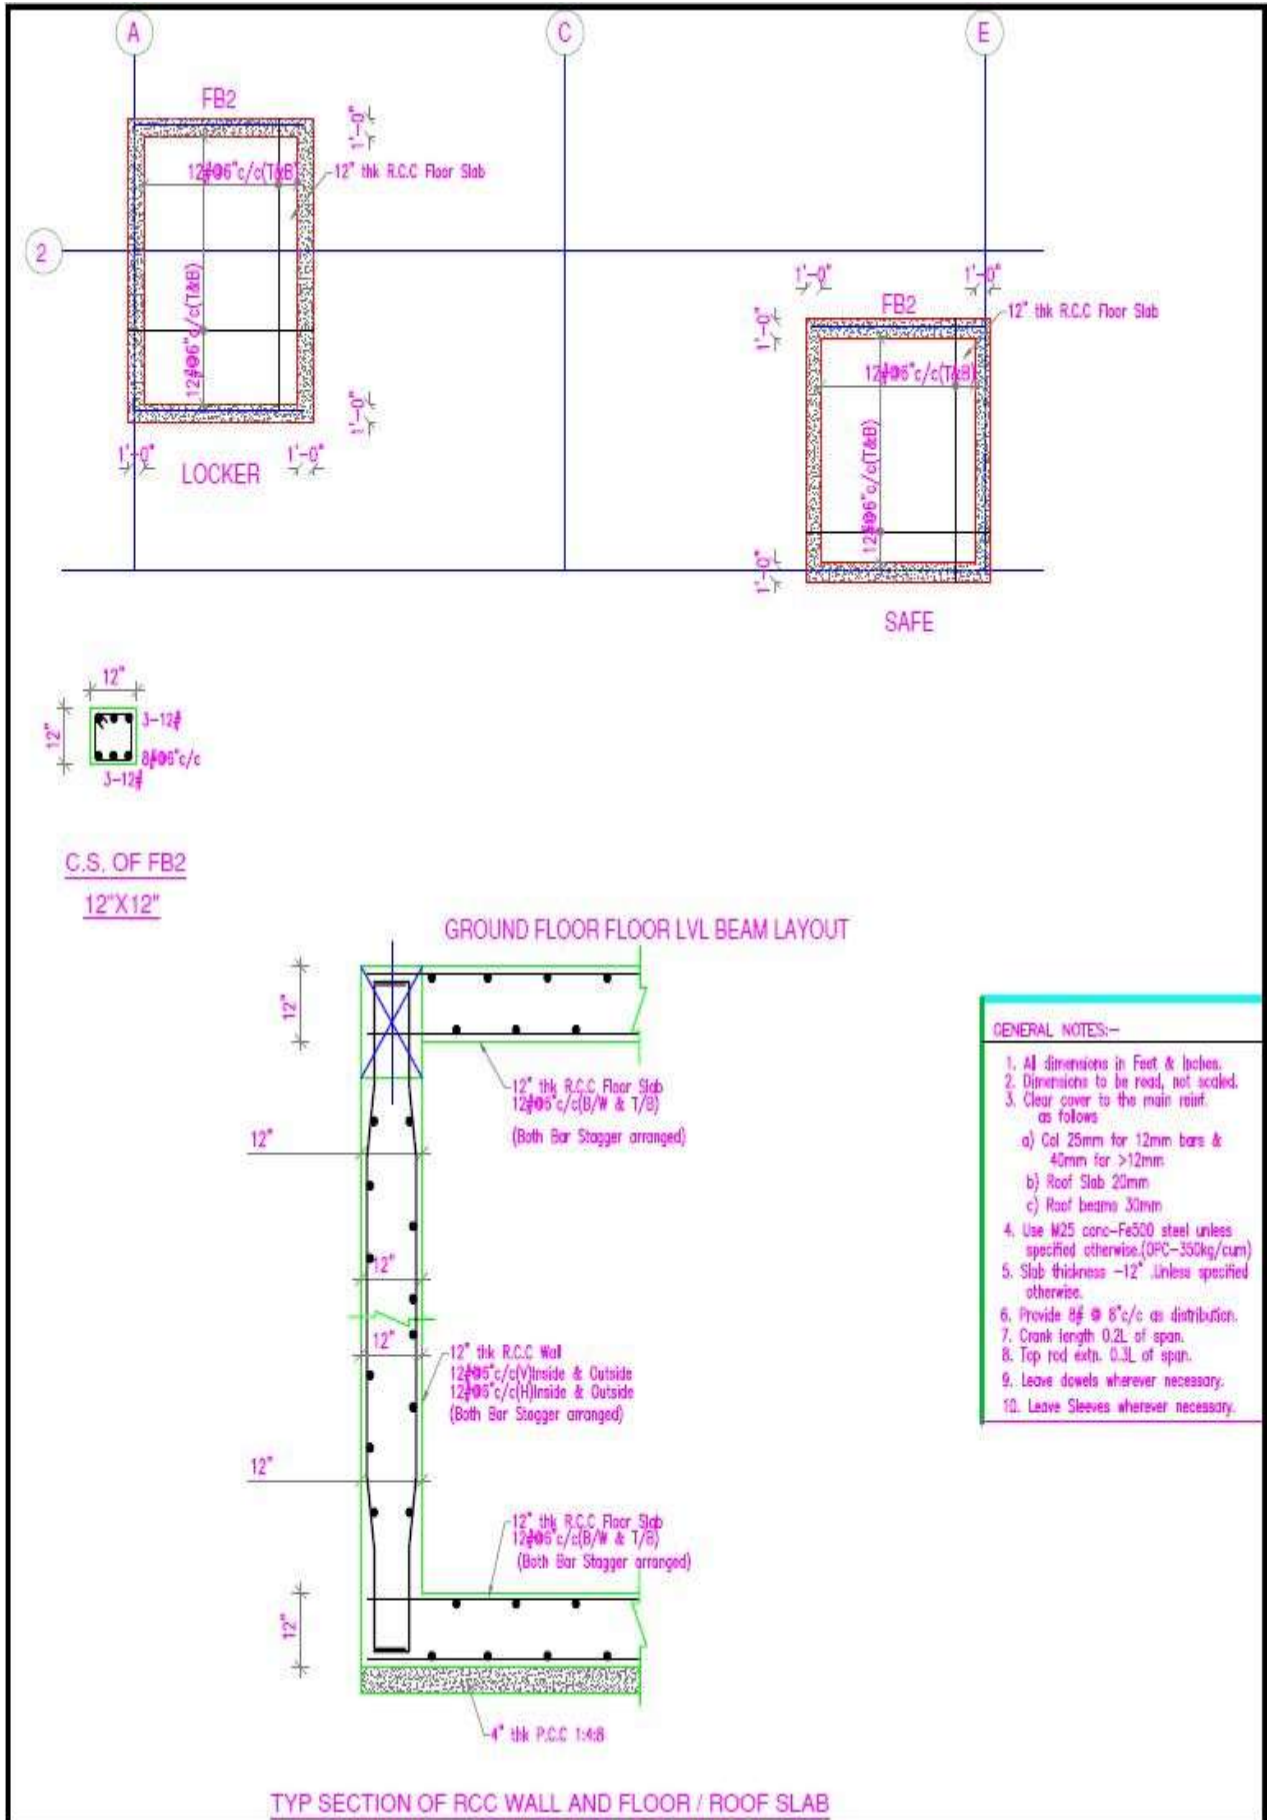 A
C
E
FB2
1'-0"
12#@6"c/c(T&B)
12" thk R.C.C Floor Slab
2
12#@6"c/c(T&B)
1'-0"
1'-0"
1'-0"
LOCKER
1'-0"
1'-0"
FB2
12" thk R.C.C Floor Slab
1'-0"
12#@6"c/c(T&B)
12#@6"c/c(T&B)
1'-0"
SAFE
12"
12"
3-12#
8#@6"c/c
3-12#
C.S. OF FB2
12"X12"
GROUND FLOOR FLOOR LVL BEAM LAYOUT
12"
12" thk R.C.C Floor Slab
12#@6"c/c(B/W & T/B)
(Both Bar Stagger arranged)
12"
12"
12"
12" thk R.C.C Wall
12#@6"c/c(V)Inside & Outside
12#@6"c/c(H)Inside & Outside
(Both Bar Stagger arranged)
12"
12" thk R.C.C Floor Slab
12#@6"c/c(B/W & T/B)
(Both Bar Stagger arranged)
12"
4" thk P.C.C 1:4:8
TYP SECTION OF RCC WALL AND FLOOR / ROOF SLAB
GENERAL NOTES:-
1. All dimensions in Feet & Inches.
2. Dimensions to be read, not scaled.
3. Clear cover to the main reinf.
as follows
a) Col 25mm for 12mm bars &
40mm for >12mm
b) Roof Slab 20mm
c) Roof beams 30mm
4. Use M25 conc-Fe500 steel unless
specified otherwise.(OPC-350kg/cum)
5. Slab thickness -12" .Unless specified
otherwise.
6. Provide 8# @ 8"c/c as distribution.
7. Crank length 0.2L of span.
8. Top rod extn. 0.3L of span.
9. Leave dowels wherever necessary.
10. Leave Sleeves wherever necessary.